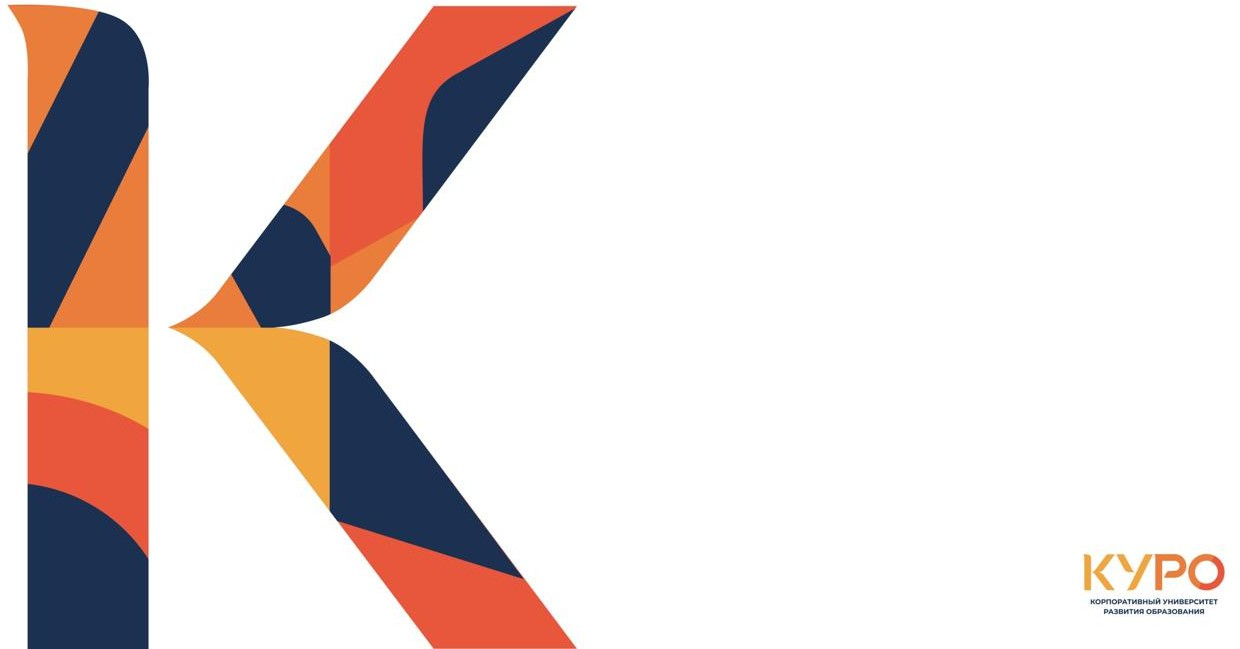 К
КУРО
КОРПОРАТИВНЫЙ УНИВЕРСИТЕТ
РАЗВИТИЯ ОБРАЗОВАНИЯ